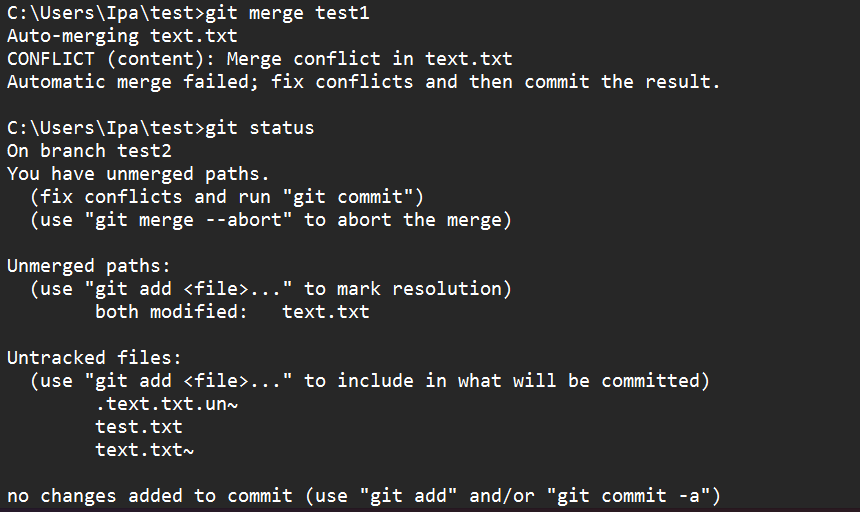 C:\Users\Ipa\test>git merge test1
Auto-merging text.txt
CONFLICT (content): Merge conflict in text.txt
Automatic merge failed; fix conflicts and then commit the result.
C:\Users\Ipa\test>git status
On branch test2
You have unmerged paths.
(fix conflicts and run "git commit")
(use "git merge --abort" to abort the merge)
Unmerged paths:
(use "git add <file>..." to mark resolution)
both modified:   text.txt
Untracked files:
(use "git add <file>..." to include in what will be committed)
.text.txt.un~
test.txt
text.txt~
no changes added to commit (use "git add" and/or "git commit -a")